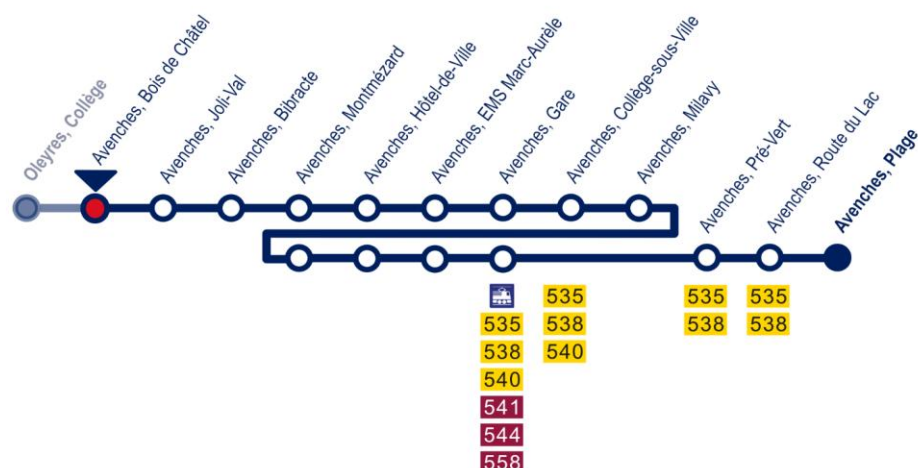 Oleyres, Collège
Avenches, Bois de Châtel
Avenches, Joli-Val
Avenches, Bibracte
Avenches, Montmézard
Avenches, Hôtel-de-Ville
Avenches, EMS Marc-Aurèle
Avenches, Gare
Avenches, Collège-sous-Ville
Avenches, Milavy
Avenches, Pré-Vert
Avenches, Route du Lac
Avenches, Plage
535
538
540
541
544
558
535
538
540
535
538
535
538